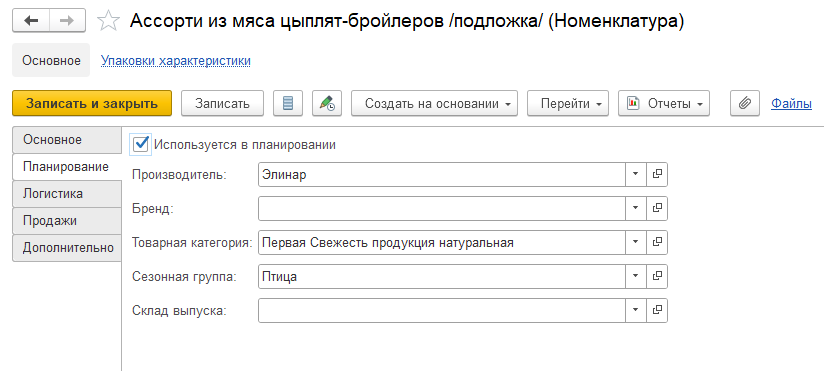 Ассорти из мяса цыплят-бройлеров /подложка/ (Номенклатура)
Основное Упаковки характеристики
Записать и закрыть Записать Создать на основании Перейти Отчеты Файлы
Основное
Планирование
Логистика
Продажи
Дополнительно
Используется в планировании
Производитель: Элинар
Бренд:
Товарная категория: Первая Свежесть продукция натуральная
Сезонная группа: Птица
Склад выпуска: